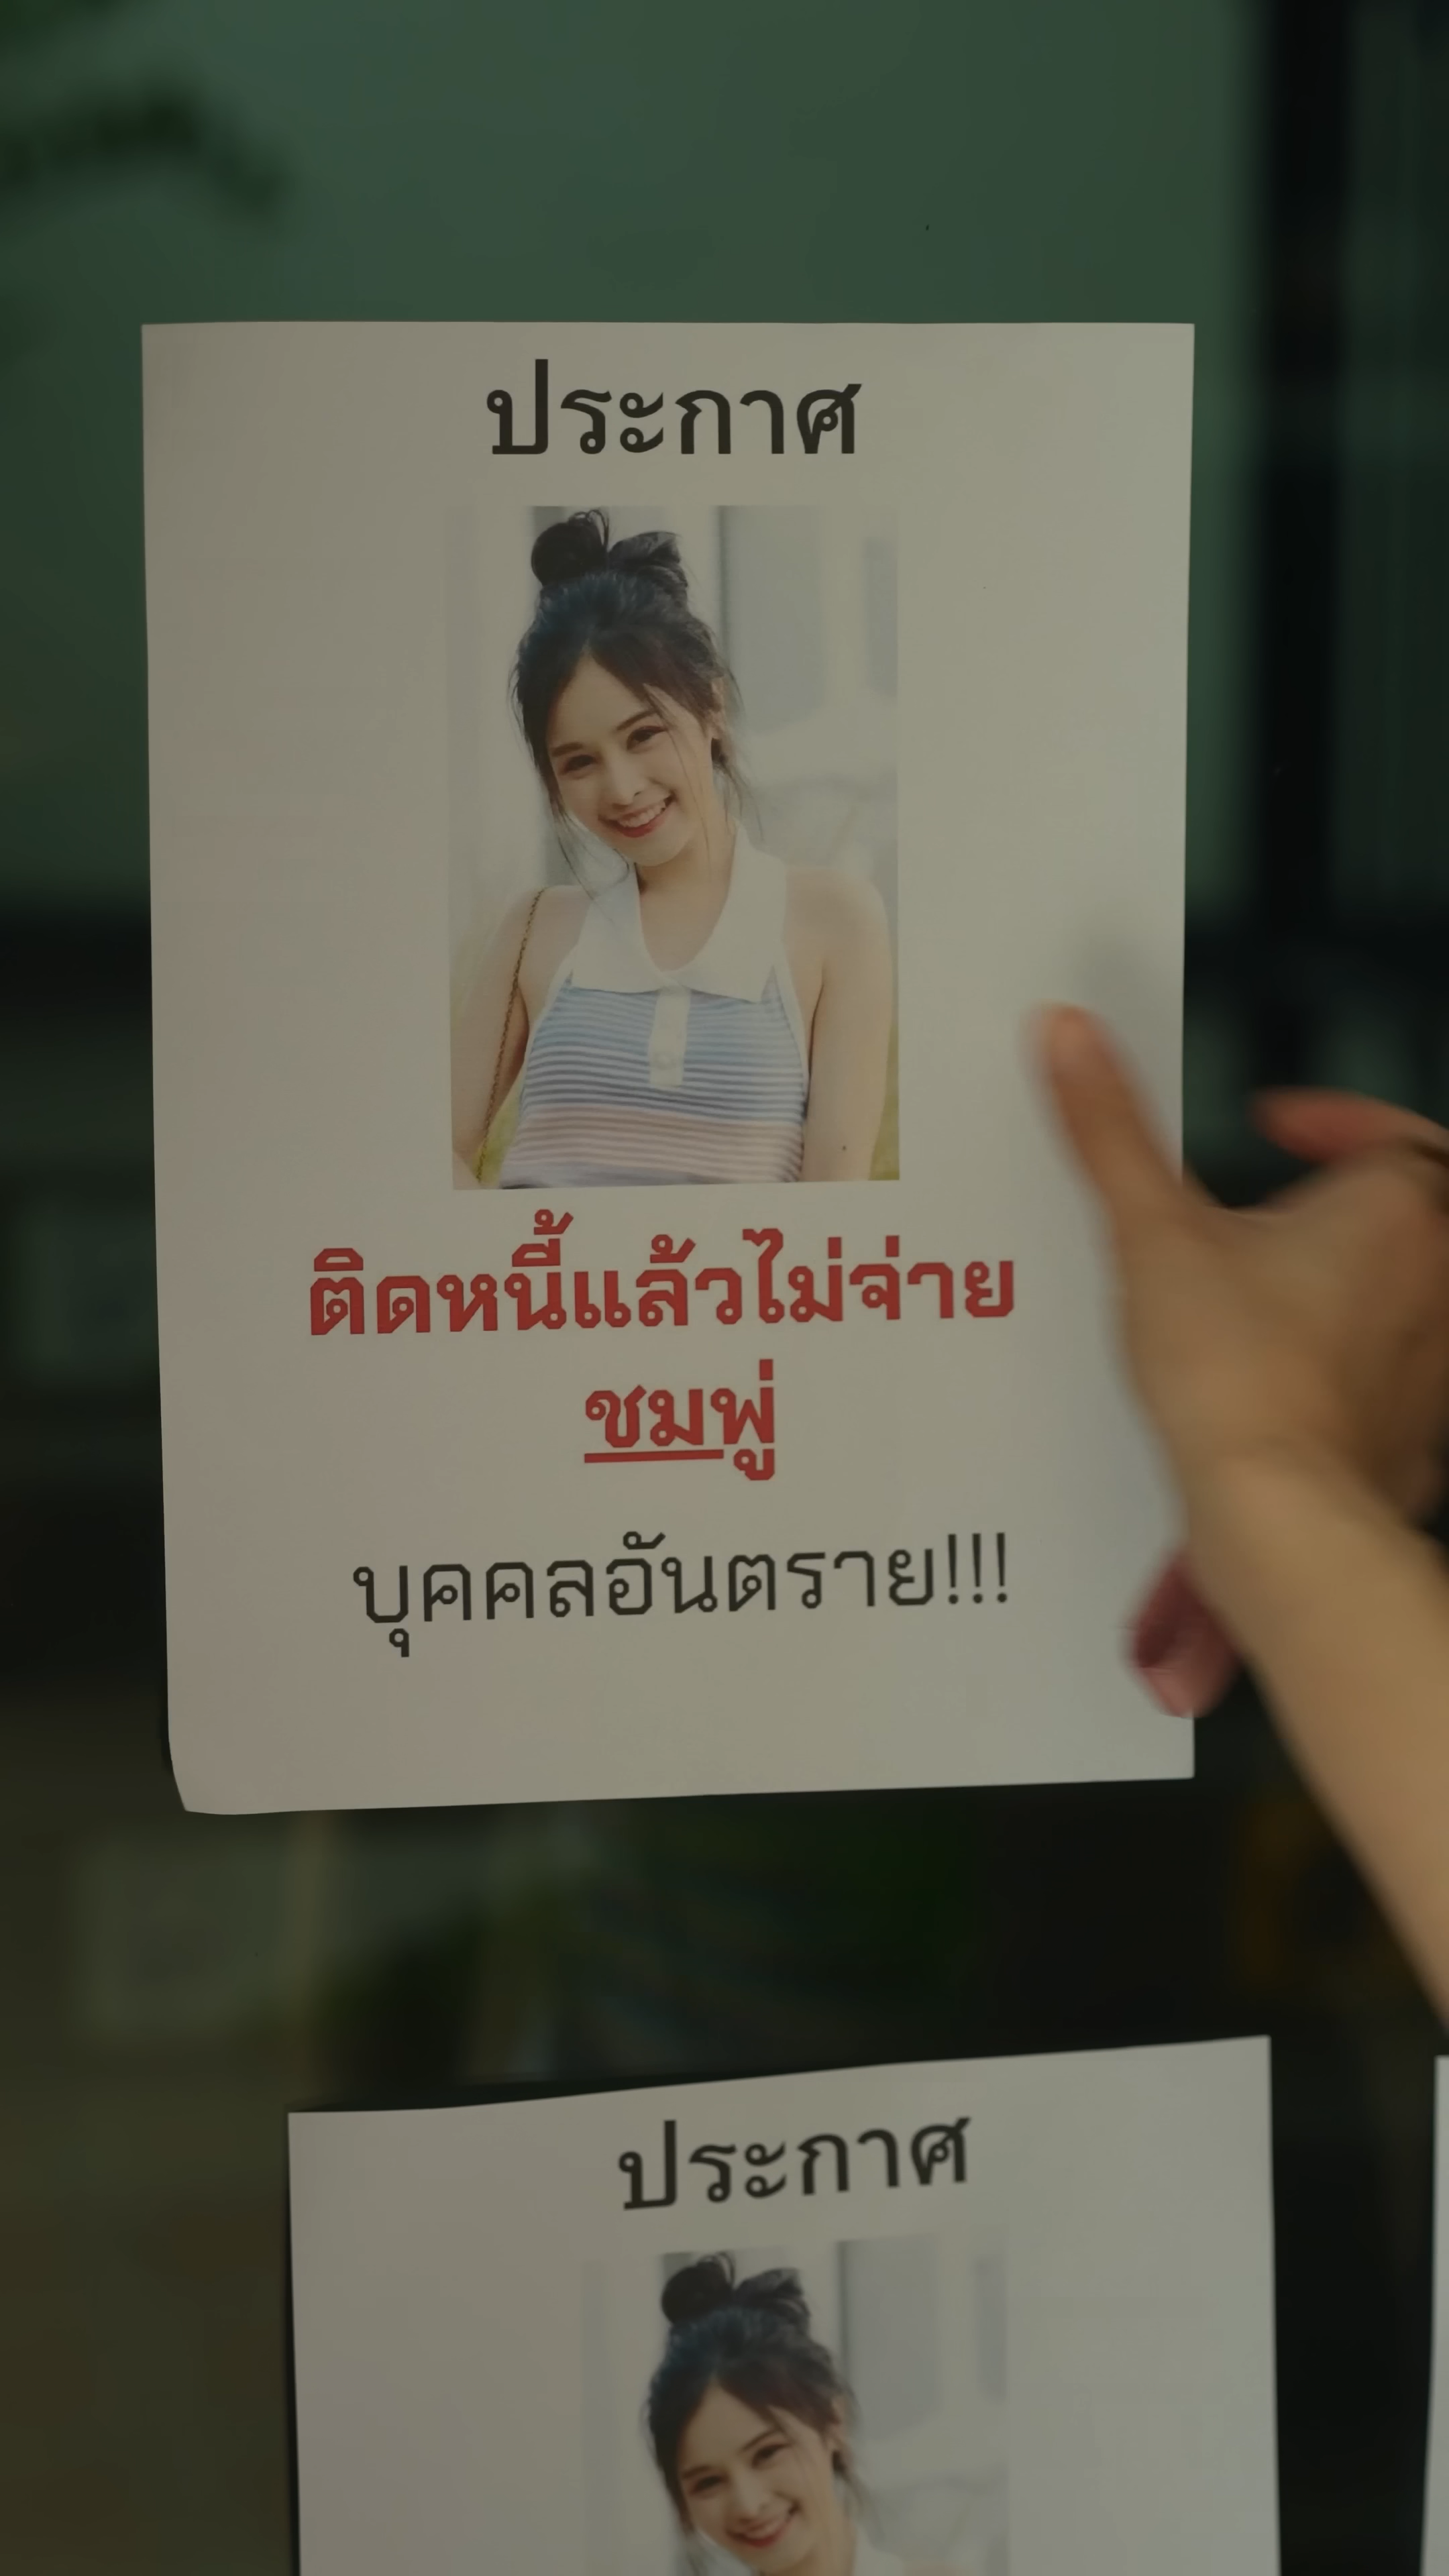 ประกาศ
ติดหนี้แล้วไม่จ่าย
ชมพู่
บุคคลอันตราย!!!
ประกาศ